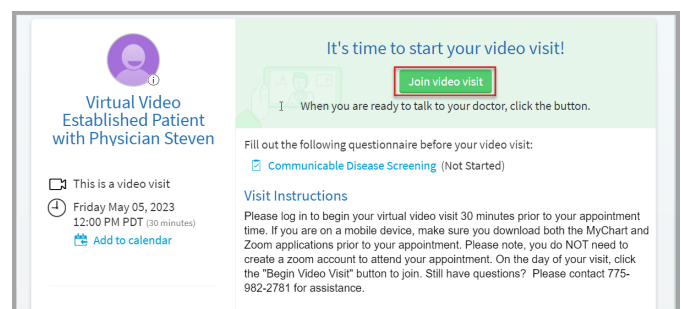 Virtual Video
Established Patient
with Physician Steven
This is a video visit
Friday May 05, 2023
12:00 PM PDT (30 minutes)
Add to calendar
It's time to start your video visit!
Join video visit
When you are ready to talk to your doctor, click the button.
Fill out the following questionnaire before your video visit:
Communicable Disease Screening (Not Started)
Visit Instructions
Please log in to begin your virtual video visit 30 minutes prior to your appointment
time. If you are on a mobile device, make sure you download both the MyChart and
Zoom applications prior to your appointment. Please note, you do NOT need to
create a zoom account to attend your appointment. On the day of your visit, click
the "Begin Video Visit" button to join. Still have questions? Please contact 775-
982-2781 for assistance.